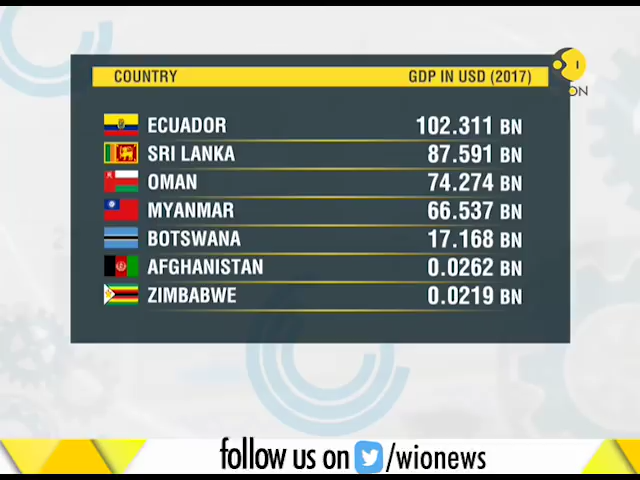 COUNTRY GDP IN USD (2017)
ECUADOR 102.311 BN
SRI LANKA 87.591 BN
OMAN 74.274 BN
MYANMAR 66.537 BN
BOTSWANA 17.168 BN
AFGHANISTAN 0.0262 BN
ZIMBABWE 0.0219 BN
follow us on /wionews